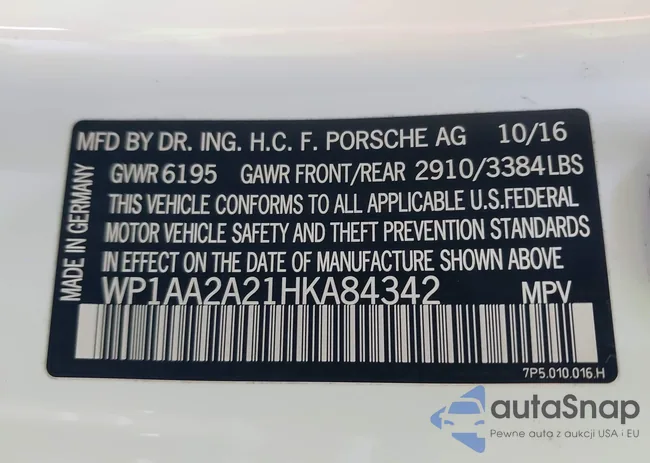 MFD BY DR. ING. H.C. F. PORSCHE AG 10/16
GVWR 6195 GAWR FRONT/REAR 2910/3384LBS
THIS VEHICLE CONFORMS TO ALL APPLICABLE U.S.FEDERAL
MOTOR VEHICLE SAFETY AND THEFT PREVENTION STANDARDS
IN EFFECT ON THE DATE OF MANUFACTURE SHOWN ABOVE
WP1AA2A21HKA84342 MPV
MADE IN GERMANY
7P5.010.016.H
autaSnap
Pewne auta z aukcji USA i EU